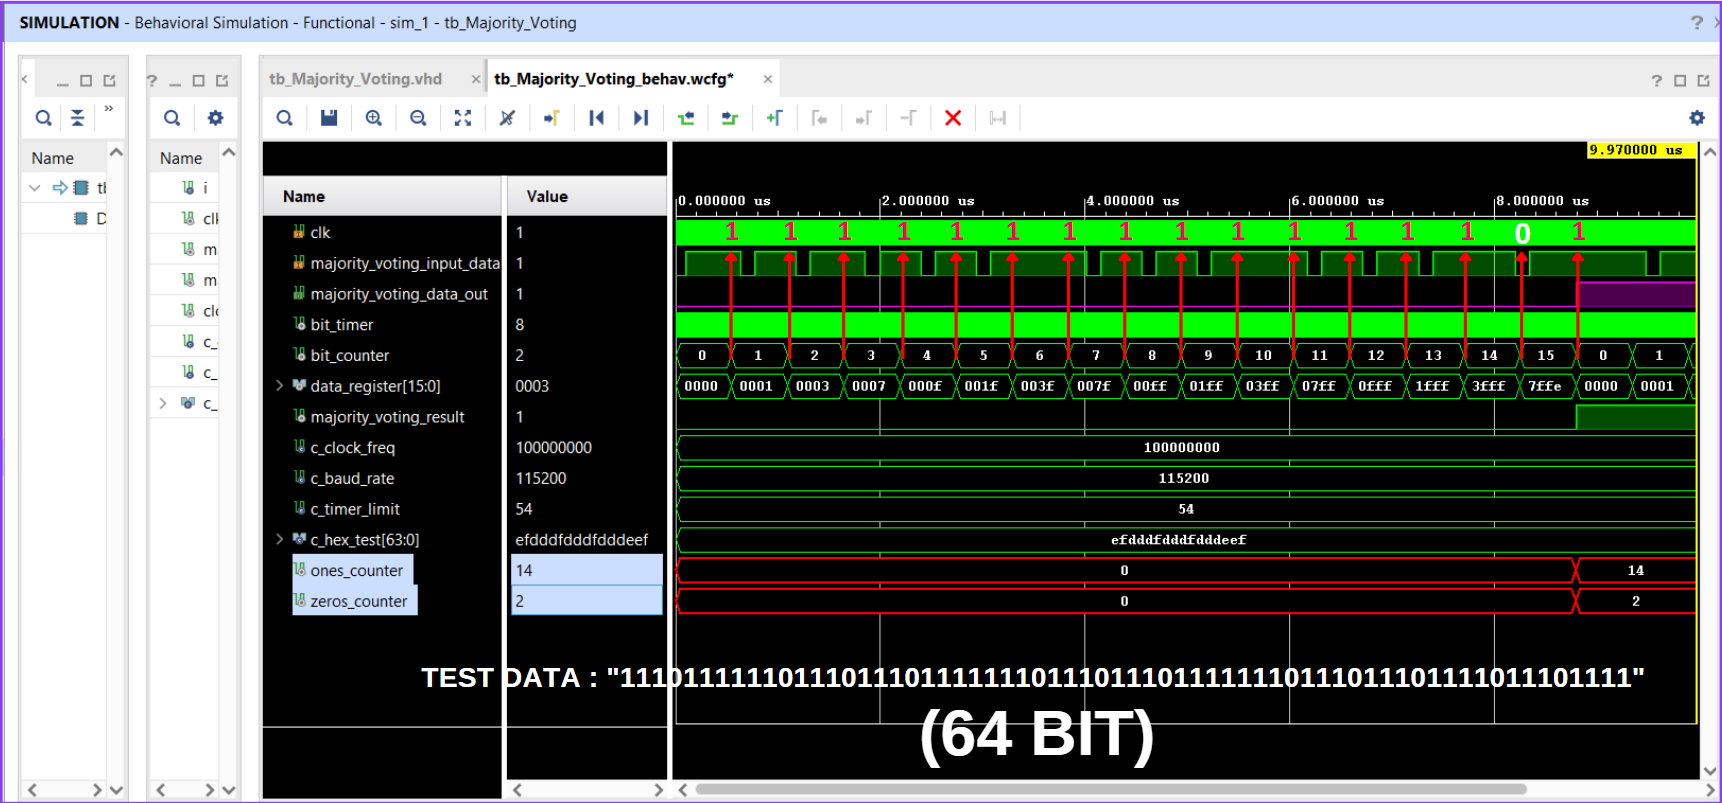 SIMULATION - Behavioral Simulation - Functional - sim_1 - tb_Majority_Voting
tb_Majority_Voting.vhd
tb_Majority_Voting_behav.wcfg*
Name
Name
Name
Value
9.970000 us
0.000000 us 2.000000 us 4.000000 us 6.000000 us 8.000000 us
1 1 1 1 1 1 1 1 1 1 1 1 1 1 0 1
tl
D
i
clk
m
m
clc
c_
c_
c_
clk 1
majority_voting_input_data 1
majority_voting_data_out 1
bit_timer 8
bit_counter 2 0 1 2 3 4 5 6 7 8 9 10 11 12 13 14 15 0 1
data_register[15:0] 0003 0000 0001 0003 0007 000f 001f 003f 007f 00ff 01ff 03ff 07ff 0fff 1fff 3fff 7ffe 0000 0001
majority_voting_result 1
c_clock_freq 100000000 100000000
c_baud_rate 115200 115200
c_timer_limit 54 54
c_hex_test[63:0] efdddfdddfdddeef efdddfdddfdddeef
ones_counter 14 0 14
zeros_counter 2 0 2
TEST DATA : "1110111111011101110111111101110111011111110111011101111011101111"
(64 BIT)